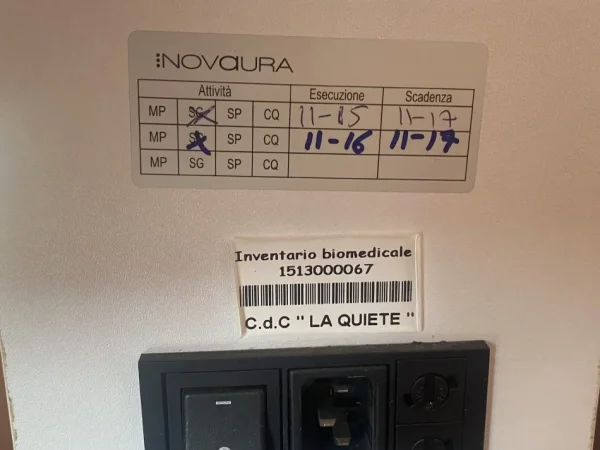 INOVAURA
Attività Esecuzione Scadenza
MP SG SP CQ 11-15 11-17
MP SG SP CQ 11-16 11-17
MP SG SP CQ
Inventario biomedicale
1513000067
C.d.C " LA QUIETE "